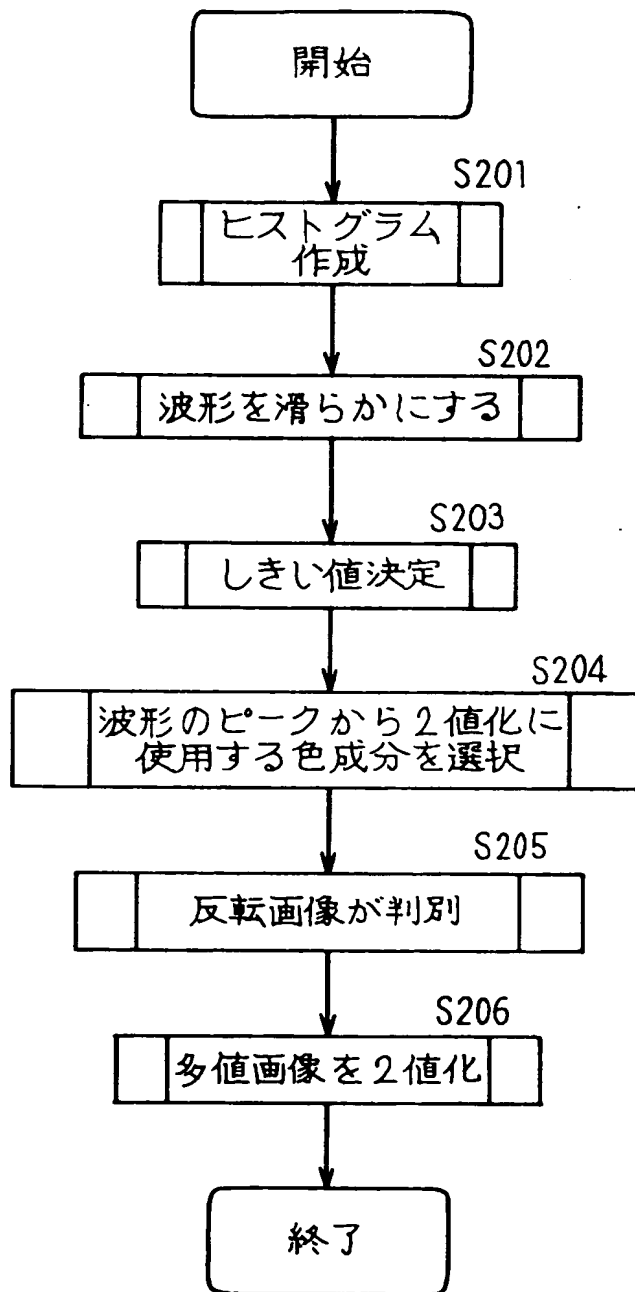 開始
S201
ヒストグラム
作成
S202
波形を滑らかにする
S203
しきい値決定
S204
波形のピークから2値化に
使用する色成分を選択
S205
反転画像が判別
S206
多値画像を2値化
終了